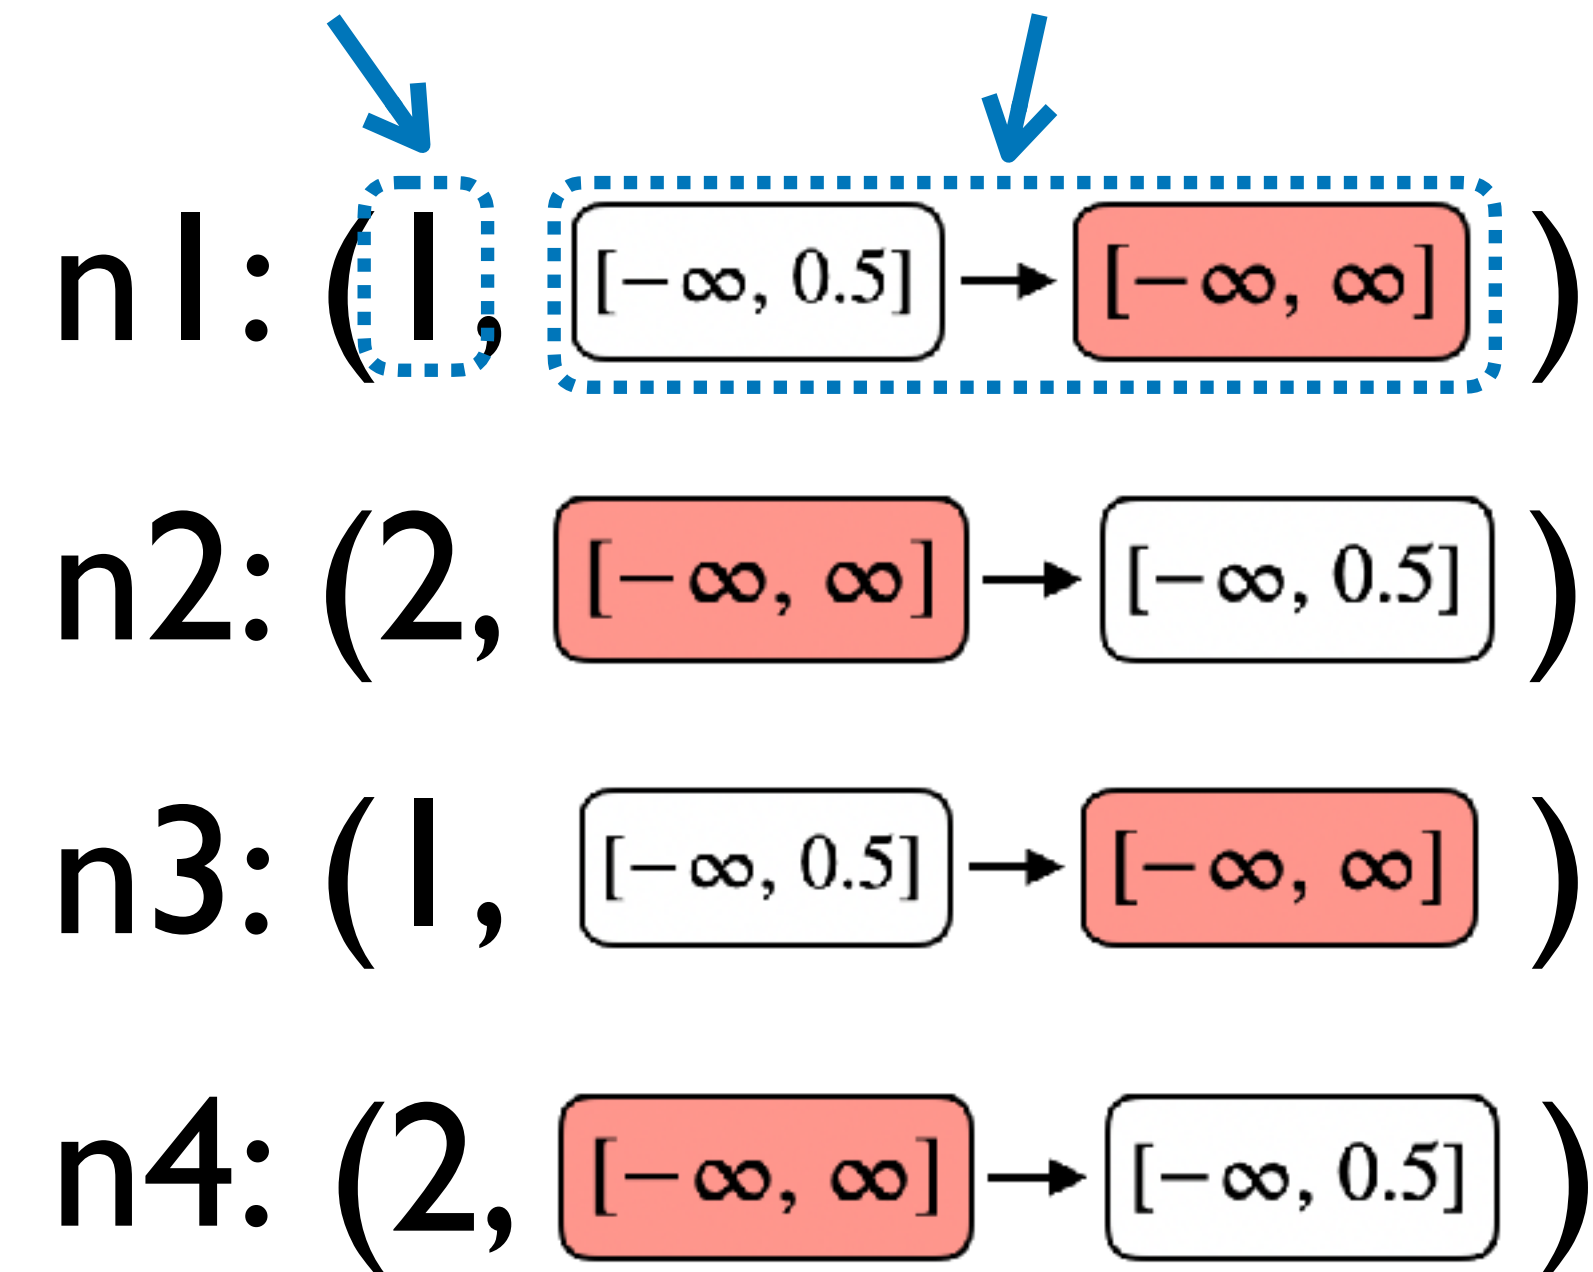 n1: (1, [−∞, 0.5] → [−∞, ∞] )
n2: (2, [−∞, ∞] → [−∞, 0.5] )
n3: (1, [−∞, 0.5] → [−∞, ∞] )
n4: (2, [−∞, ∞] → [−∞, 0.5] )